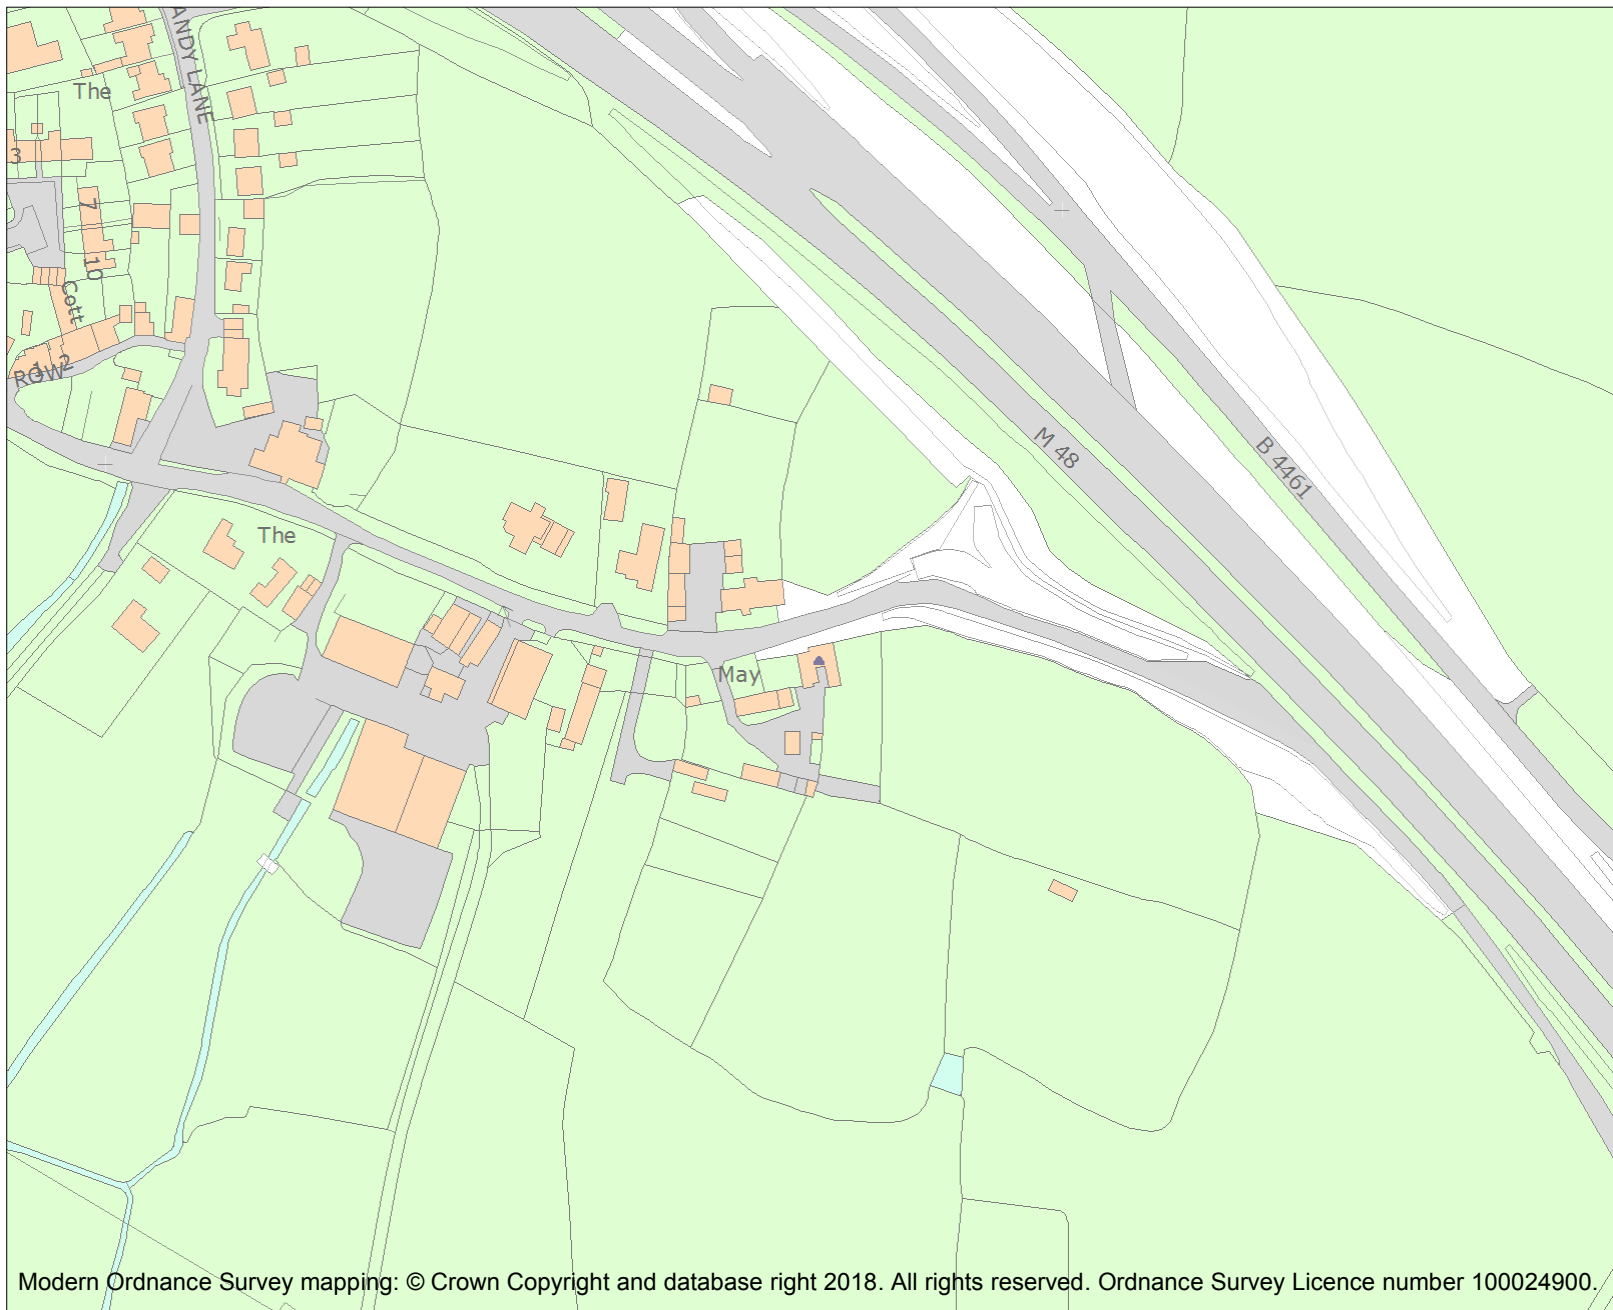 ANDY LANE
The
3
7
10
Cott
1 2
ROW
M 48
B 4461
The
May
Modern Ordnance Survey mapping: © Crown Copyright and database right 2018. All rights reserved. Ordnance Survey Licence number 100024900.